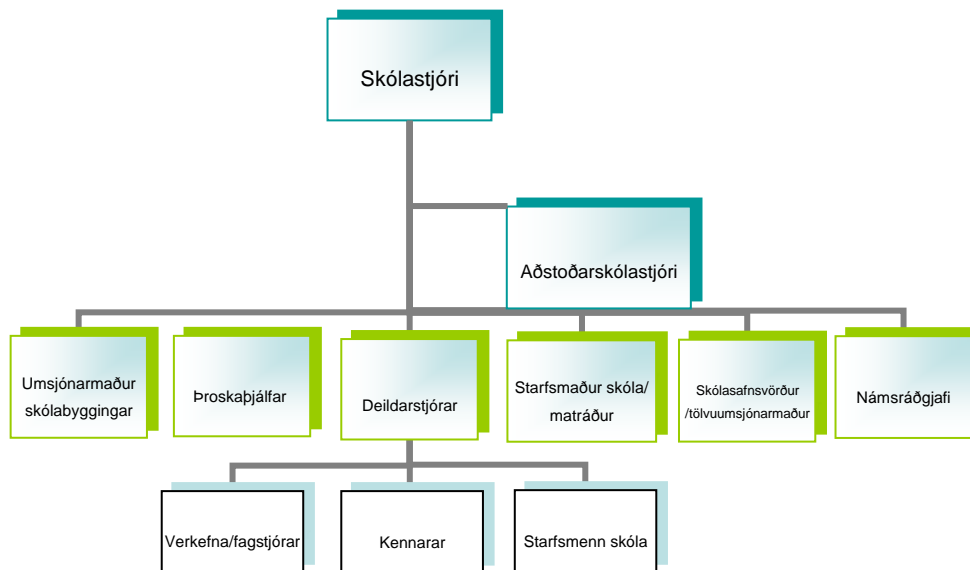 Skólastjóri
Aðstoðarskólastjóri
Umsjónarmaður
skólabyggingar
Þroskaþjálfar
Deildarstjórar
Starfsmaður skóla/
matráður
Skólasafnsvörður
/tölvuumsjónarmaður
Námsráðgjafi
Verkefna/fagstjórar
Kennarar
Starfsmenn skóla